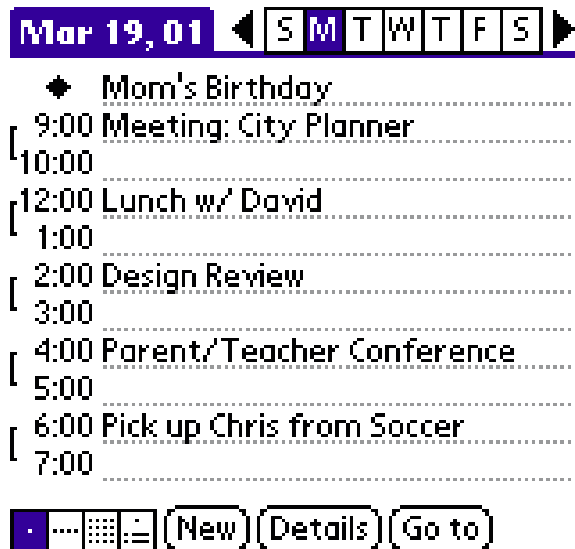 Mar 19, 01 S M T W T F S
Mom's Birthday
9:00 Meeting: City Planner
10:00
12:00 Lunch w/ David
1:00
2:00 Design Review
3:00
4:00 Parent/Teacher Conference
5:00
6:00 Pick up Chris from Soccer
7:00
New Details Go to